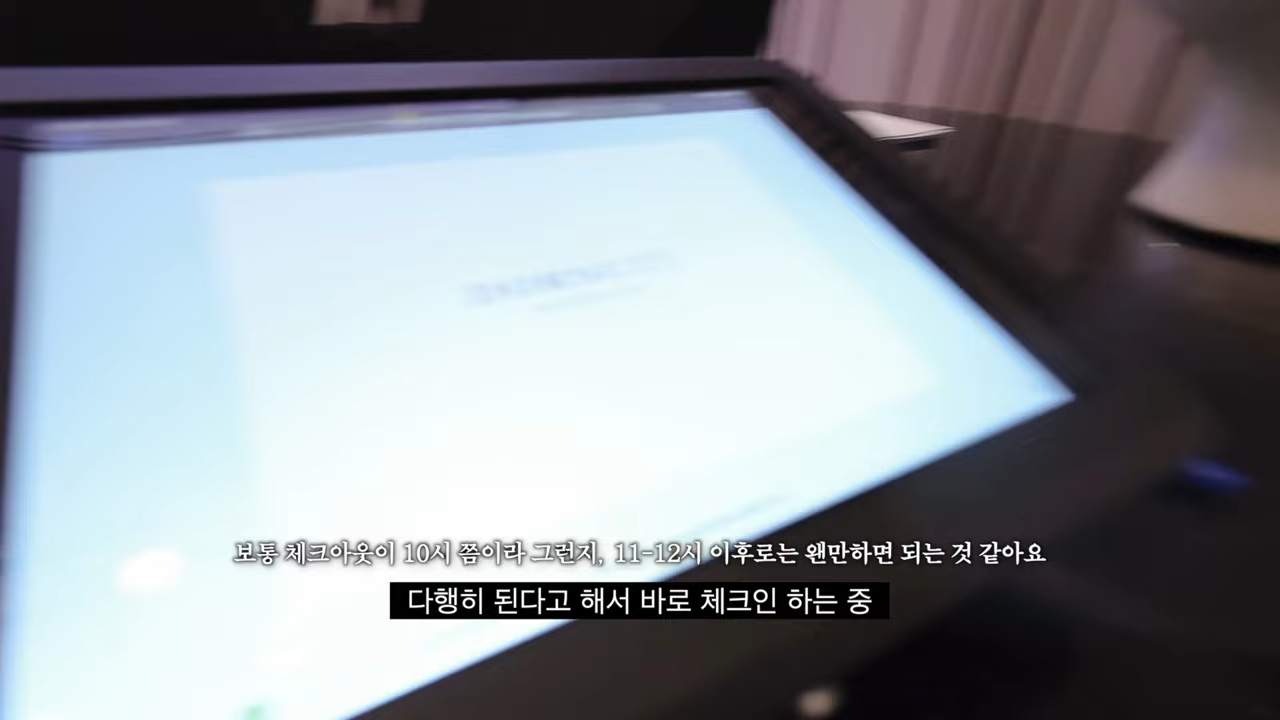 보통 체크아웃이 10시 쯤이라 그런지, 11-12시 이후로는 왠만하면 되는 것 같아요
다행히 된다고 해서 바로 체크인 하는 중